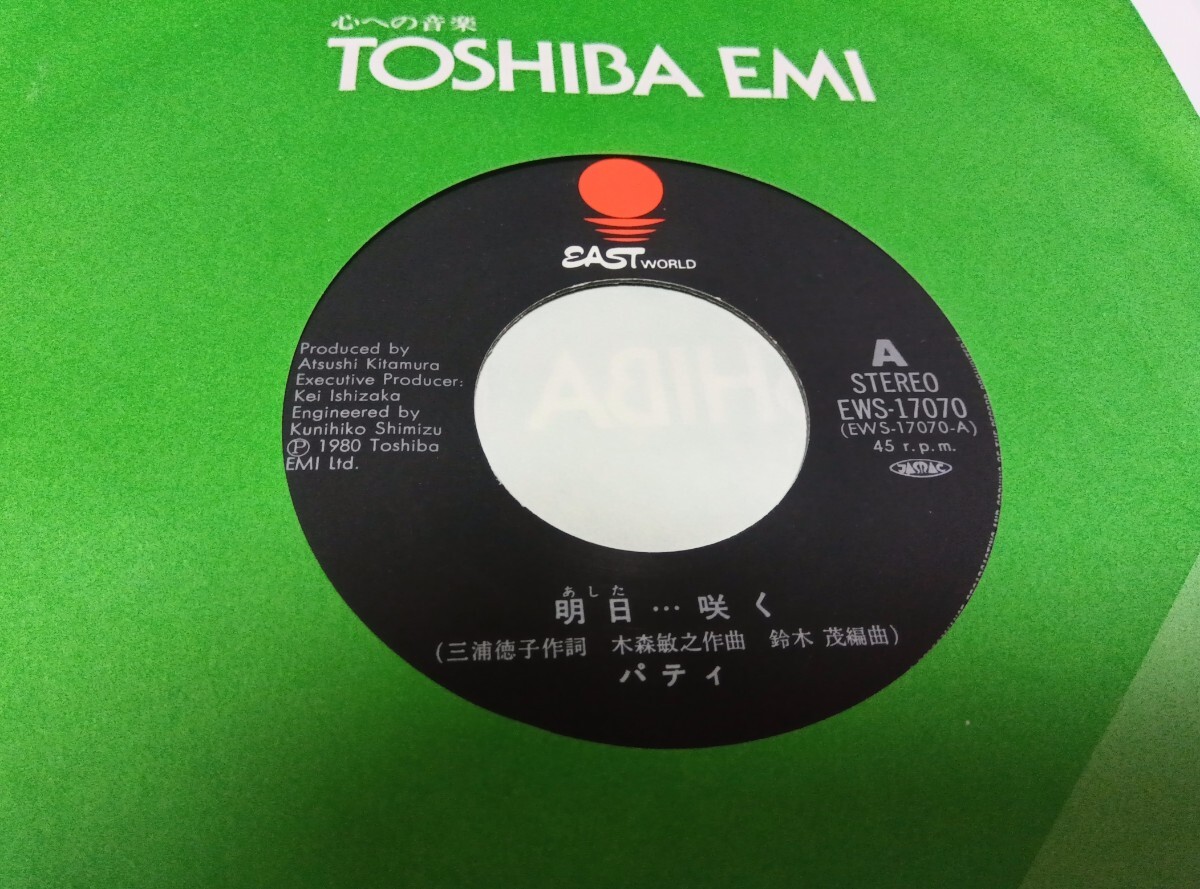 心への音楽
TOSHIBA EMI
EAST WORLD
Produced by
Atsushi Kitamura
Executive Producer:
Kei Ishizaka
Engineered by
Kunihiko Shimizu
Ⓟ 1980 Toshiba
EMI Ltd.
A
STEREO
EWS-17070
(EWS-17070-A)
45 r.p.m.
JASRAC
あした
明日…咲く
(三浦徳子作詞 木森敏之作曲 鈴木 茂編曲)
パティ